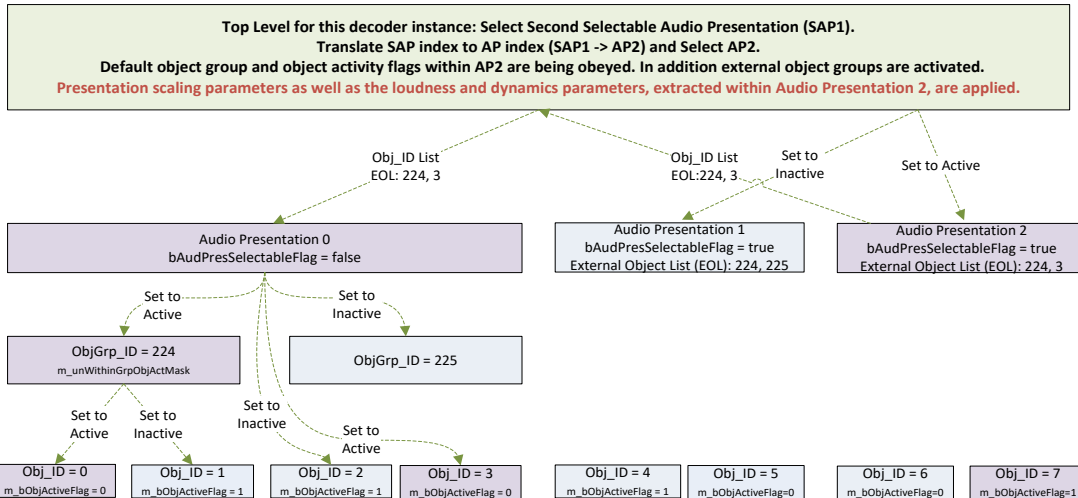 Top Level for this decoder instance: Select Second Selectable Audio Presentation (SAP1).
Translate SAP index to AP index (SAP1 -> AP2) and Select AP2.
Default object group and object activity flags within AP2 are being obeyed. In addition external object groups are activated.
Presentation scaling parameters as well as the loudness and dynamics parameters, extracted within Audio Presentation 2, are applied.
Obj_ID List
EOL: 224, 3
Obj_ID List
EOL:224, 3
Set to
Inactive
Set to Active
Audio Presentation 0
bAudPresSelectableFlag = false
Audio Presentation 1
bAudPresSelectableFlag = true
External Object List (EOL): 224, 225
Audio Presentation 2
bAudPresSelectableFlag = true
External Object List (EOL): 224, 3
Set to
Active
Set to
Inactive
ObjGrp_ID = 224
m_unWithinGrpObjActMask
ObjGrp_ID = 225
Set to
Active
Set to
Inactive
Set to
Inactive
Set to
Active
Obj_ID = 0
m_bObjActiveFlag = 0
Obj_ID = 1
m_bObjActiveFlag = 1
Obj_ID = 2
m_bObjActiveFlag = 1
Obj_ID = 3
m_bObjActiveFlag = 0
Obj_ID = 4
m_bObjActiveFlag = 1
Obj_ID = 5
m_bObjActiveFlag=0
Obj_ID = 6
m_bObjActiveFlag=0
Obj_ID = 7
m_bObjActiveFlag=1